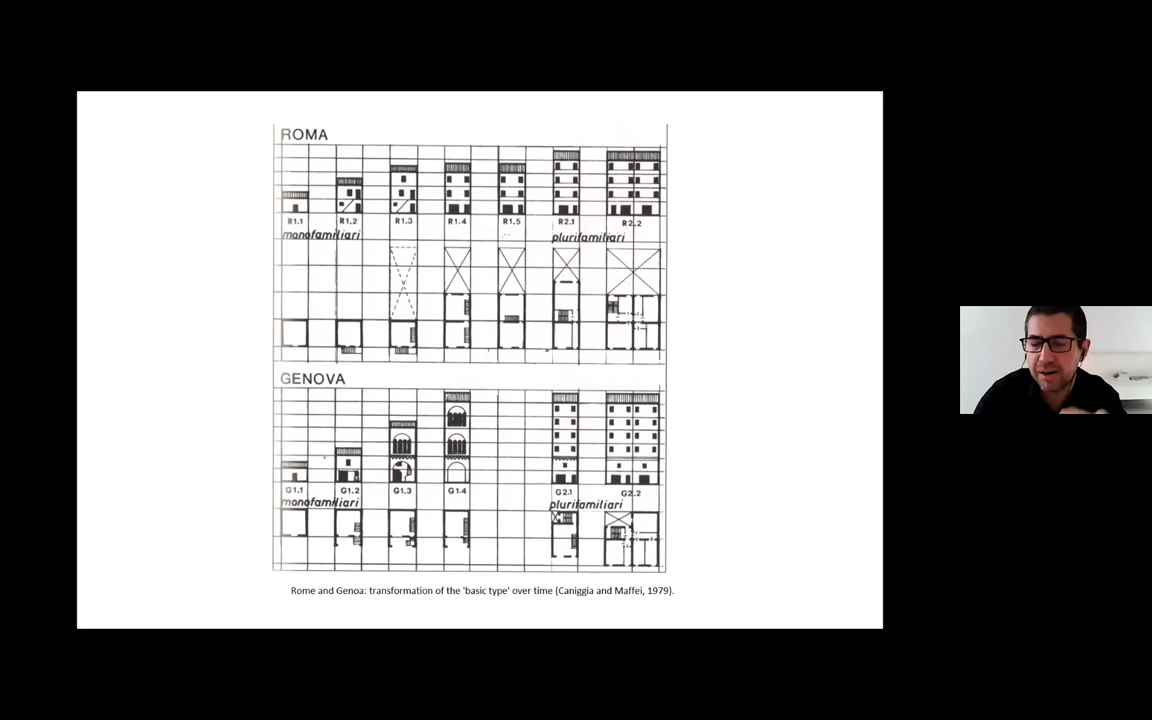 ROMA
R1.1 R1.2 R1.3 R1.4 R1.5 R2.1 R2.2
monofamiliari plurifamiliari
GENOVA
G1.1 G1.2 G1.3 G1.4 G2.1 G2.2
monofamiliari plurifamiliari
Rome and Genoa: transformation of the 'basic type' over time (Caniggia and Maffei, 1979).